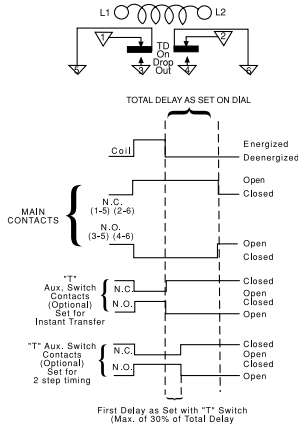 L1 L2
1 2
TD
On
Drop
Out
5 3 4 6
TOTAL DELAY AS SET ON DIAL
Coil
Energized
Deenergized
MAIN
CONTACTS
N.C.
(1-5) (2-6)
Open
Closed
N.O.
(3-5) (4-6)
Open
Closed
"T"
Aux, Switch
Contacts
(Optional)
Set for
Instant Transfer
N.C.
N.O.
Closed
Open
Closed
Open
"T" Aux. Switch
Contacts
(Optional)
Set for
2 step timing
N.C.
N.O.
Closed
Open
Closed
Open
First Delay as Set with "T" Switch
(Max. of 30% of Total Delay